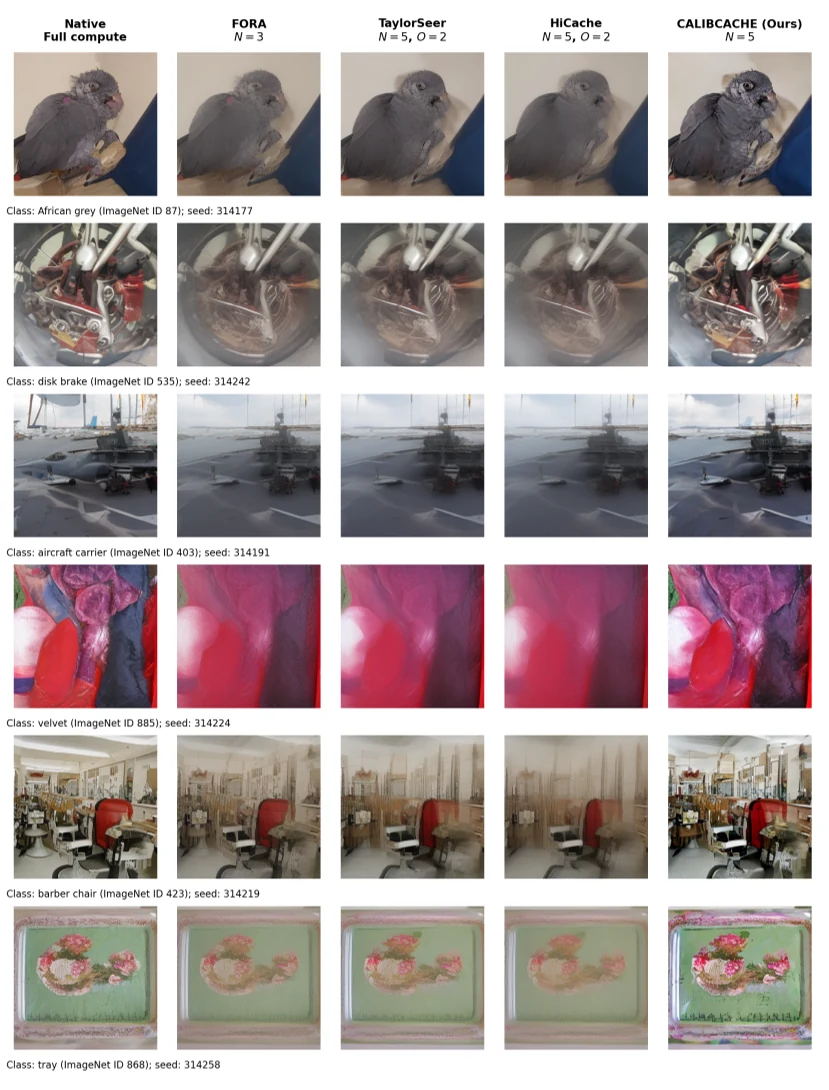 Native
Full compute
FORA
N = 3
TaylorSeer
N = 5, O = 2
HiCache
N = 5, O = 2
CALIBCACHE (Ours)
N = 5
Class: African grey (ImageNet ID 87); seed: 314177
Class: disk brake (ImageNet ID 535); seed: 314242
Class: aircraft carrier (ImageNet ID 403); seed: 314191
Class: velvet (ImageNet ID 885); seed: 314224
Class: barber chair (ImageNet ID 423); seed: 314219
Class: tray (ImageNet ID 868); seed: 314258